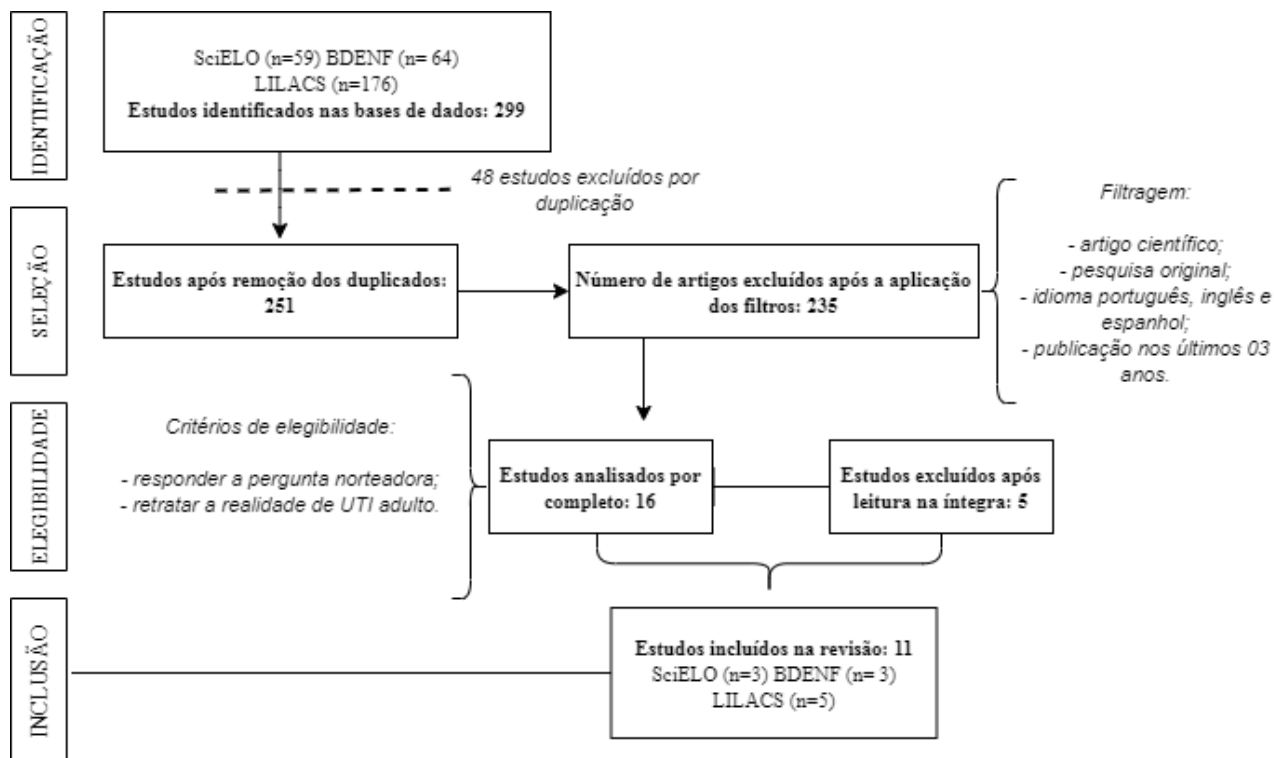 IDENTIFICAÇÃO
SciELO (n=59) BDENF (n= 64)
LILACS (n=176)
Estudos identificados nas bases de dados: 299
48 estudos excluídos por
duplicação
SELEÇÃO
Estudos após remoção dos duplicados:
251
Número de artigos excluídos após a aplicação
dos filtros: 235
Filtragem:
- artigo científico;
- pesquisa original;
- idioma português, inglês e
espanhol;
- publicação nos últimos 03
anos.
ELEGIBILIDADE
Critérios de elegibilidade:
- responder a pergunta norteadora;
- retratar a realidade de UTI adulto.
Estudos analisados por
completo: 16
Estudos excluídos após
leitura na íntegra: 5
INCLUSÃO
Estudos incluídos na revisão: 11
SciELO (n=3) BDENF (n= 3)
LILACS (n=5)